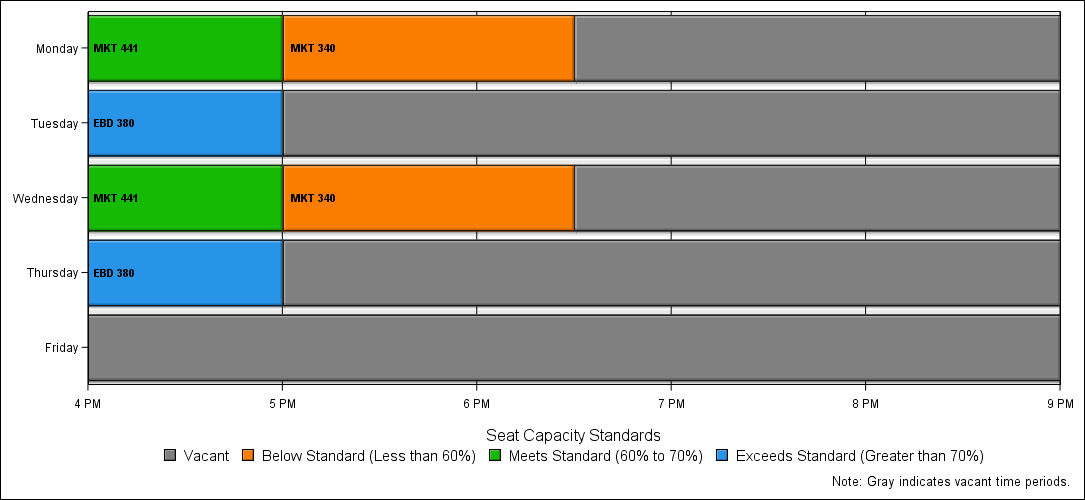 Monday MKT 441 MKT 340
Tuesday EBD 380
Wednesday MKT 441 MKT 340
Thursday EBD 380
Friday
4 PM 5 PM 6 PM 7 PM 8 PM 9 PM
Seat Capacity Standards
Vacant Below Standard (Less than 60%) Meets Standard (60% to 70%) Exceeds Standard (Greater than 70%)
Note: Gray indicates vacant time periods.